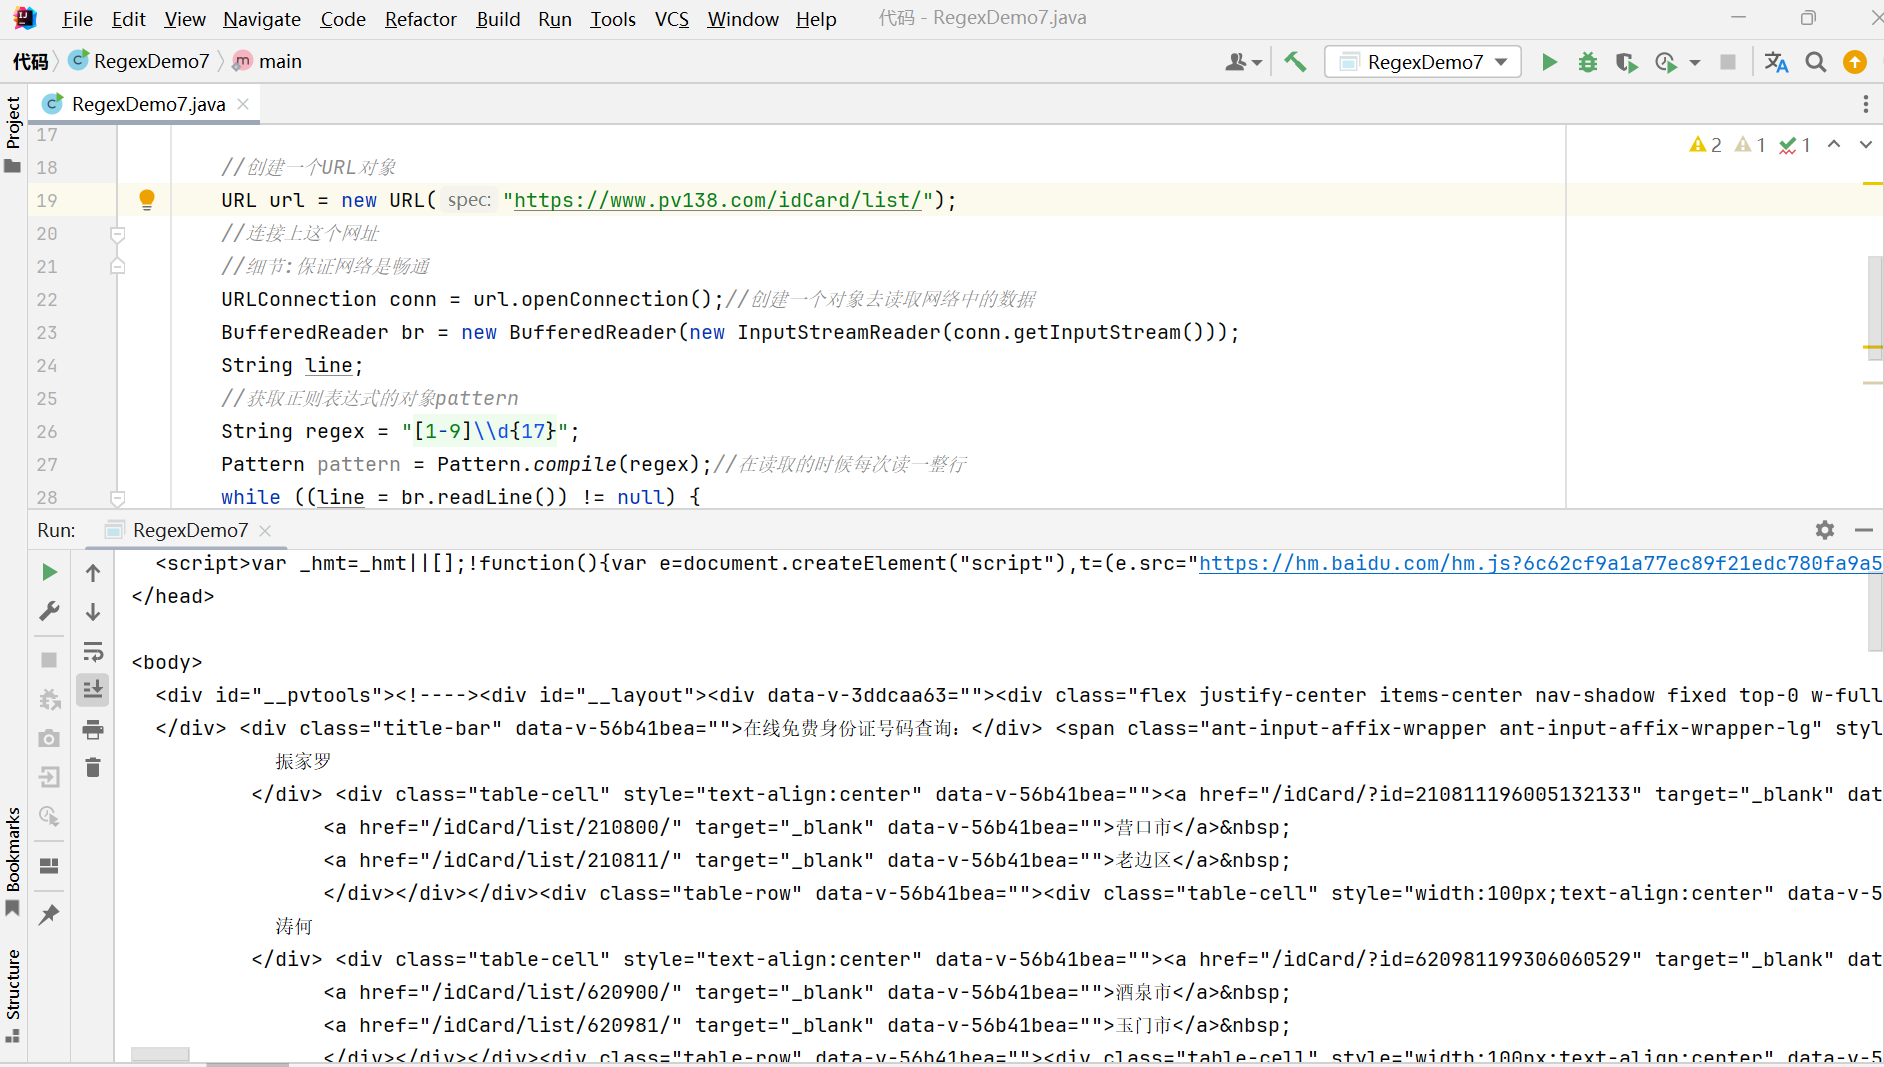 File Edit View Navigate Code Refactor Build Run Tools VCS Window Help 代码 - RegexDemo7.java
代码 RegexDemo7 main
RegexDemo7
RegexDemo7.java
Project
17
18 //创建一个URL对象
19 URL url = new URL( spec: "https://www.pv138.com/idCard/list/");
20 //连接上这个网址
21 //细节:保证网络是畅通
22 URLConnection conn = url.openConnection();//创建一个对象去读取网络中的数据
23 BufferedReader br = new BufferedReader(new InputStreamReader(conn.getInputStream()));
24 String line;
25 //获取正则表达式的对象pattern
26 String regex = "[1-9]\\d{17}";
27 Pattern pattern = Pattern.compile(regex);//在读取的时候每次读一整行
28 while ((line = br.readLine()) != null) {
2 1 1
Run: RegexDemo7
<script>var _hmt=_hmt||[];!function(){var e=document.createElement("script"),t=(e.src="https://hm.baidu.com/hm.js?6c62cf9a1a77ec89f21edc780fa9a5
</head>
<body>
<div id="__pvtools"><!----><div id="__layout"><div data-v-3ddcaa63=""><div class="flex justify-center items-center nav-shadow fixed top-0 w-full
</div> <div class="title-bar" data-v-56b41bea="">在线免费身份证号码查询：</div> <span class="ant-input-affix-wrapper ant-input-affix-wrapper-lg" styl
振家罗
</div> <div class="table-cell" style="text-align:center" data-v-56b41bea=""><a href="/idCard/?id=210811196005132133" target="_blank" dat
<a href="/idCard/list/210800/" target="_blank" data-v-56b41bea="">营口市</a>&nbsp;
<a href="/idCard/list/210811/" target="_blank" data-v-56b41bea="">老边区</a>&nbsp;
</div></div></div><div class="table-row" data-v-56b41bea=""><div class="table-cell" style="width:100px;text-align:center" data-v-5
涛何
</div> <div class="table-cell" style="text-align:center" data-v-56b41bea=""><a href="/idCard/?id=620981199306060529" target="_blank" dat
<a href="/idCard/list/620900/" target="_blank" data-v-56b41bea="">酒泉市</a>&nbsp;
<a href="/idCard/list/620981/" target="_blank" data-v-56b41bea="">玉门市</a>&nbsp;
</div></div></div><div class="table-row" data-v-56b41bea=""><div class="table-cell" style="width:100px;text-align:center" data-v-5
Bookmarks
Structure